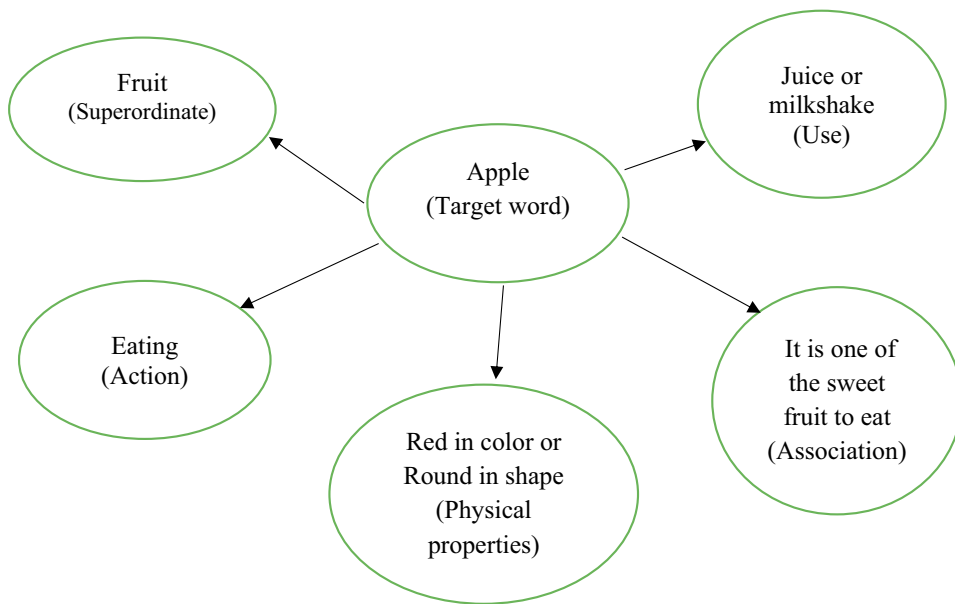 Fruit
(Superordinate)
Juice or
milkshake
(Use)
Apple
(Target word)
Eating
(Action)
It is one of
the sweet
fruit to eat
(Association)
Red in color or
Round in shape
(Physical
properties)